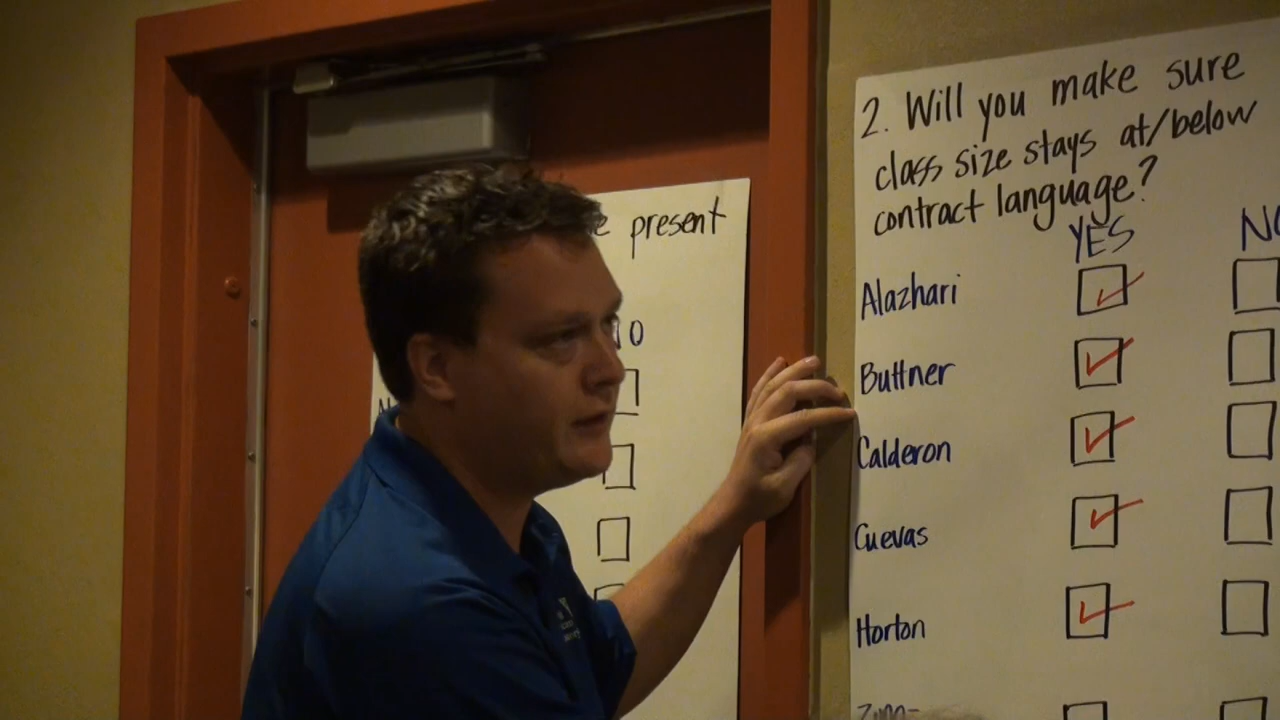 present
NO
2. Will you make sure
class size stays at/below
contract language?
YES
Alazhari
Buttner
Calderon
Cuevas
Horton